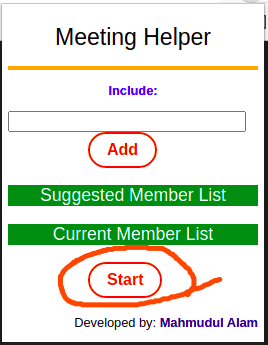 Meeting Helper
Include:
Add
Suggested Member List
Current Member List
Start
Developed by: Mahmudul Alam